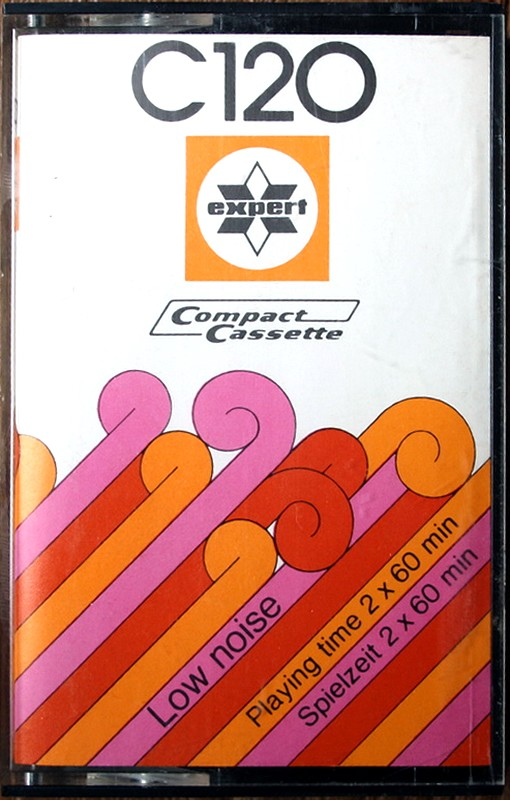 C120
expert
Compact
Cassette
Low noise
Playing time 2 x 60 min
Spielzeit 2 x 60 min